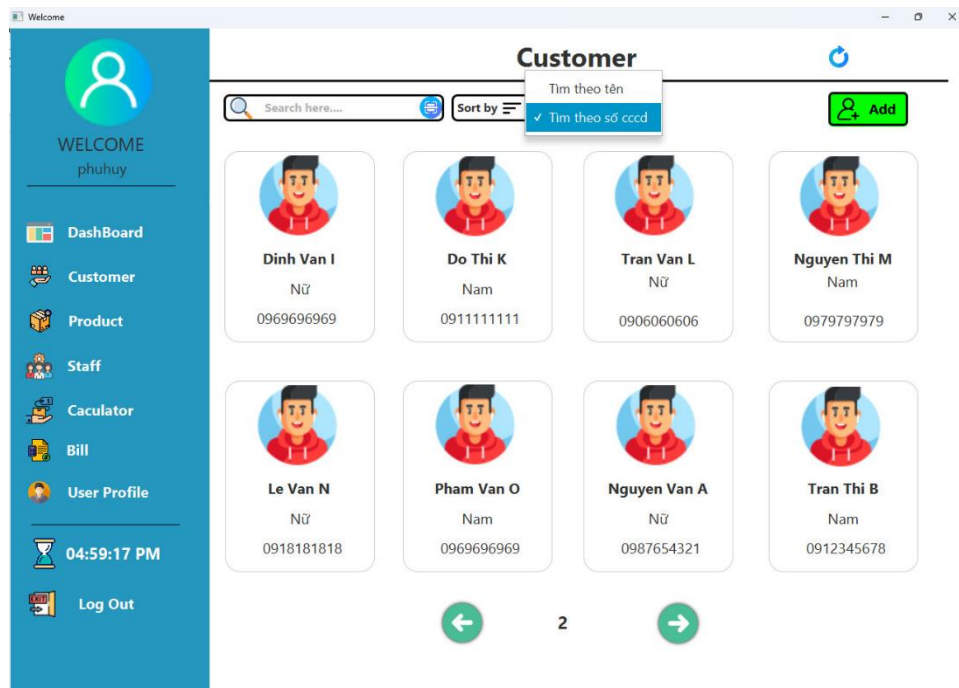 Welcome
WELCOME
phuhuy
DashBoard
Customer
Product
Staff
Caculator
Bill
User Profile
04:59:17 PM
EXIT
Log Out
Customer
Search here....
Sort by
Tìm theo tên
✓ Tìm theo số cccd
Add
Dinh Van I
Nữ
0969696969
Do Thi K
Nam
0911111111
Tran Van L
Nữ
0906060606
Nguyen Thi M
Nam
0979797979
Le Van N
Nữ
0918181818
Pham Van O
Nam
0969696969
Nguyen Van A
Nữ
0987654321
Tran Thi B
Nam
0912345678
2